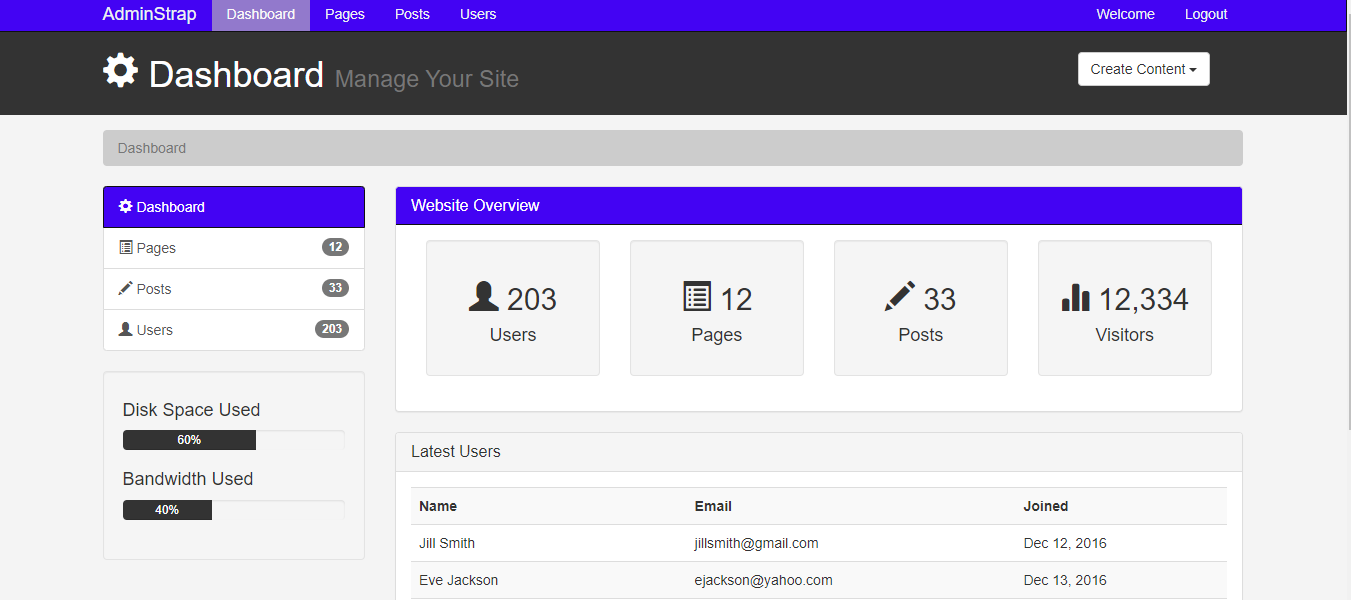 AdminStrap Dashboard Pages Posts Users Welcome Logout
Dashboard Manage Your Site Create Content
Dashboard
Dashboard
Pages 12
Posts 33
Users 203
Disk Space Used
60%
Bandwidth Used
40%
Website Overview
203 12 33 12,334
Users Pages Posts Visitors
Latest Users
Name Email Joined
Jill Smith jillsmith@gmail.com Dec 12, 2016
Eve Jackson ejackson@yahoo.com Dec 13, 2016